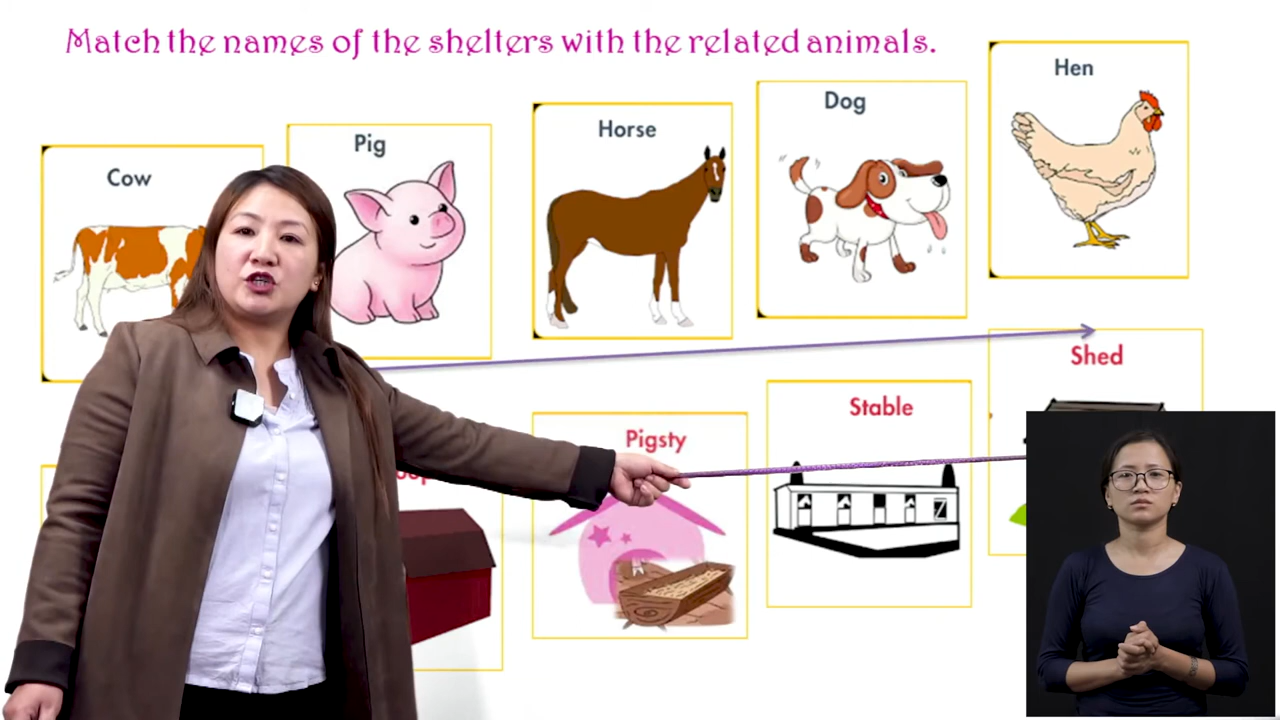 Match the names of the shelters with the related animals.
Cow
Pig
Horse
Dog
Hen
Pigsty
Stable
Shed